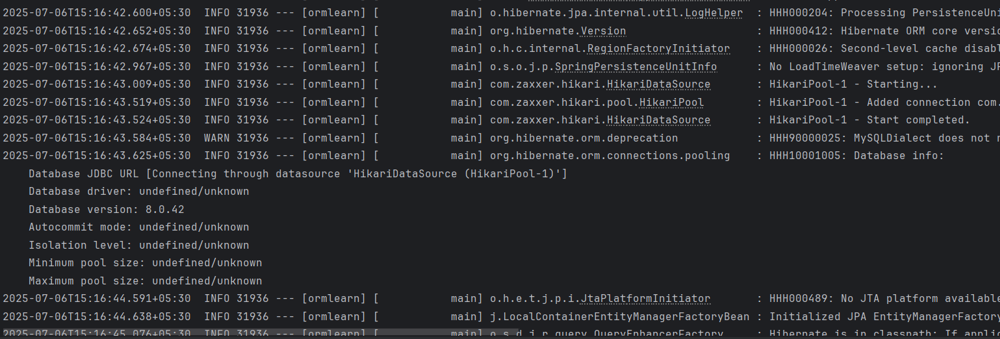 2025-07-06T15:16:42.600+05:30  INFO 31936 --- [ormlearn] [           main] o.hibernate.jpa.internal.util.LogHelper  : HHH000204: Processing PersistenceUni
2025-07-06T15:16:42.652+05:30  INFO 31936 --- [ormlearn] [           main] org.hibernate.Version                    : HHH000412: Hibernate ORM core versio
2025-07-06T15:16:42.674+05:30  INFO 31936 --- [ormlearn] [           main] o.h.c.internal.RegionFactoryInitiator    : HHH000026: Second-level cache disabl
2025-07-06T15:16:42.967+05:30  INFO 31936 --- [ormlearn] [           main] o.s.o.j.p.SpringPersistenceUnitInfo      : No LoadTimeWeaver setup: ignoring JP
2025-07-06T15:16:43.009+05:30  INFO 31936 --- [ormlearn] [           main] com.zaxxer.hikari.HikariDataSource       : HikariPool-1 - Starting...
2025-07-06T15:16:43.519+05:30  INFO 31936 --- [ormlearn] [           main] com.zaxxer.hikari.pool.HikariPool        : HikariPool-1 - Added connection com.
2025-07-06T15:16:43.524+05:30  INFO 31936 --- [ormlearn] [           main] com.zaxxer.hikari.HikariDataSource       : HikariPool-1 - Start completed.
2025-07-06T15:16:43.584+05:30  WARN 31936 --- [ormlearn] [           main] org.hibernate.orm.deprecation            : HHH90000025: MySQLDialect does not n
2025-07-06T15:16:43.625+05:30  INFO 31936 --- [ormlearn] [           main] org.hibernate.orm.connections.pooling    : HHH10001005: Database info:
    Database JDBC URL [Connecting through datasource 'HikariDataSource (HikariPool-1)']
    Database driver: undefined/unknown
    Database version: 8.0.42
    Autocommit mode: undefined/unknown
    Isolation level: undefined/unknown
    Minimum pool size: undefined/unknown
    Maximum pool size: undefined/unknown
2025-07-06T15:16:44.591+05:30  INFO 31936 --- [ormlearn] [           main] o.h.e.t.j.p.i.JtaPlatformInitiator       : HHH000489: No JTA platform available
2025-07-06T15:16:44.638+05:30  INFO 31936 --- [ormlearn] [           main] j.LocalContainerEntityManagerFactoryBean : Initialized JPA EntityManagerFactory
2025-07-06T15:16:45.076+05:30  INFO 31936 --- [ormlearn] [           main] o.s.d.j.r.query.QueryEnhancerFactory     : Hibernate is in classpath; If applic